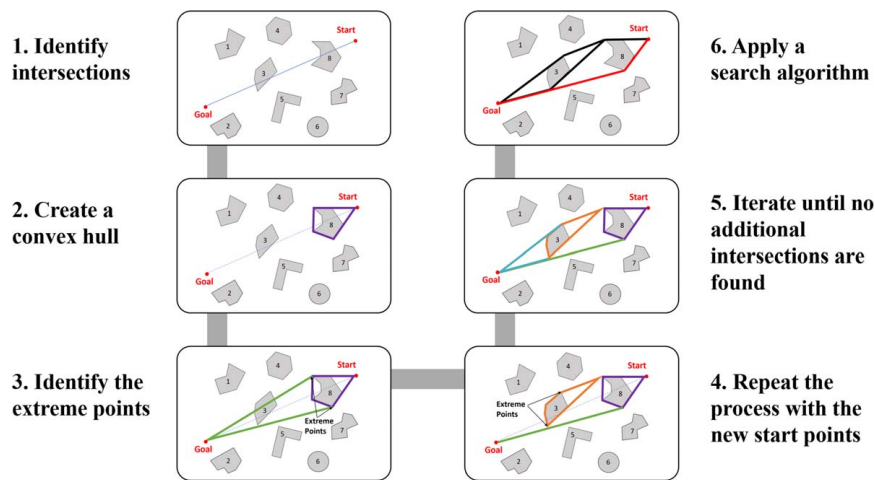 1. Identify
intersections
4
Start
1
8
3
7
5
Goal
2
6
2. Create a
convex hull
4
Start
1
8
3
7
5
Goal
2
6
3. Identify the
extreme points
4
Start
1
8
3
7
Extreme
Points
5
Goal
2
6
4. Repeat the
process with the
new start points
4
Start
1
8
Extreme
Points
3
7
5
Goal
2
6
5. Iterate until no
additional
intersections are
found
4
Start
1
8
3
7
5
Goal
2
6
6. Apply a
search algorithm
4
Start
1
8
3
7
5
Goal
2
6